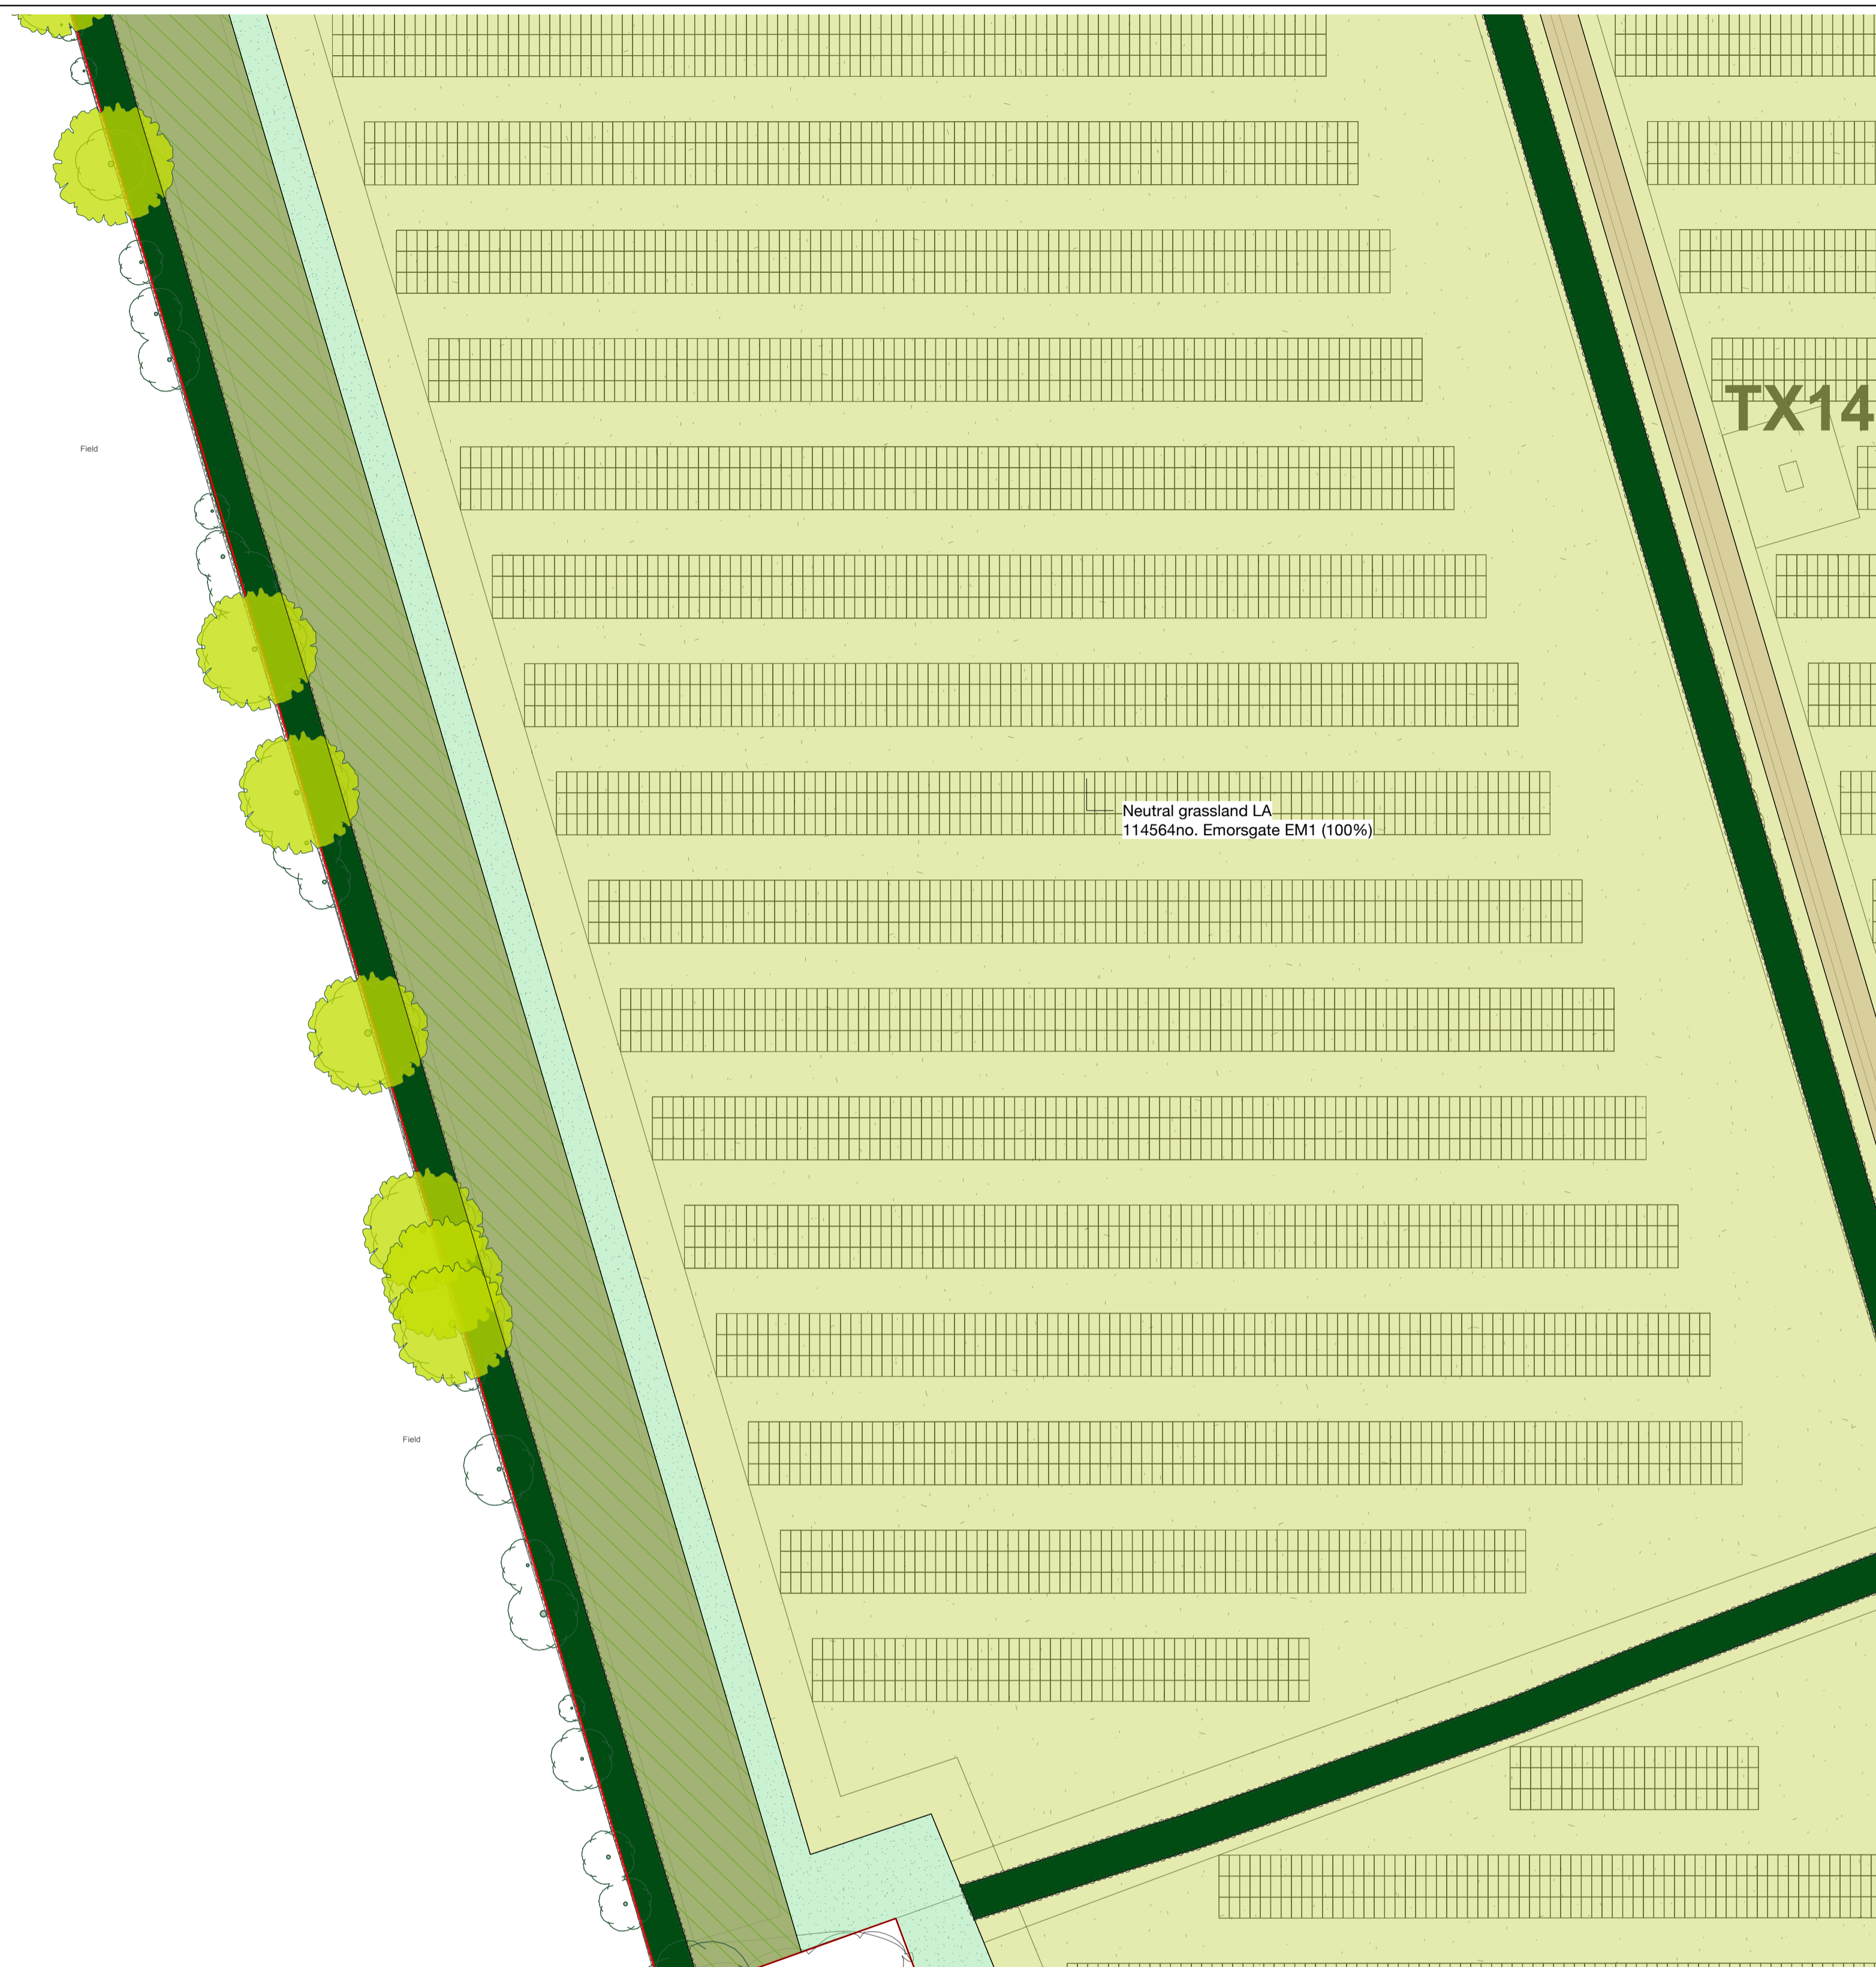 TX14
Field
Neutral grassland LA
114564no. Emorsgate EM1 (100%)
Field